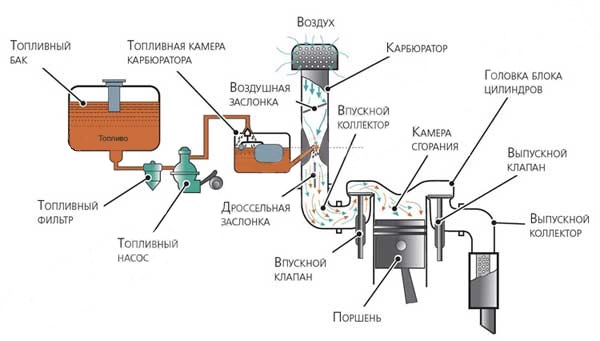 Воздух
Топливный
бак
Топливная камера
карбюратора
Карбюратор
Головка блока
цилиндров
Воздушная
заслонка
Впускной
коллектор
Камера
сгорания
Выпускной
клапан
Топливо
Топливный
фильтр
Топливный
насос
Дроссельная
заслонка
Впускной
клапан
Поршень
Выпускной
коллектор